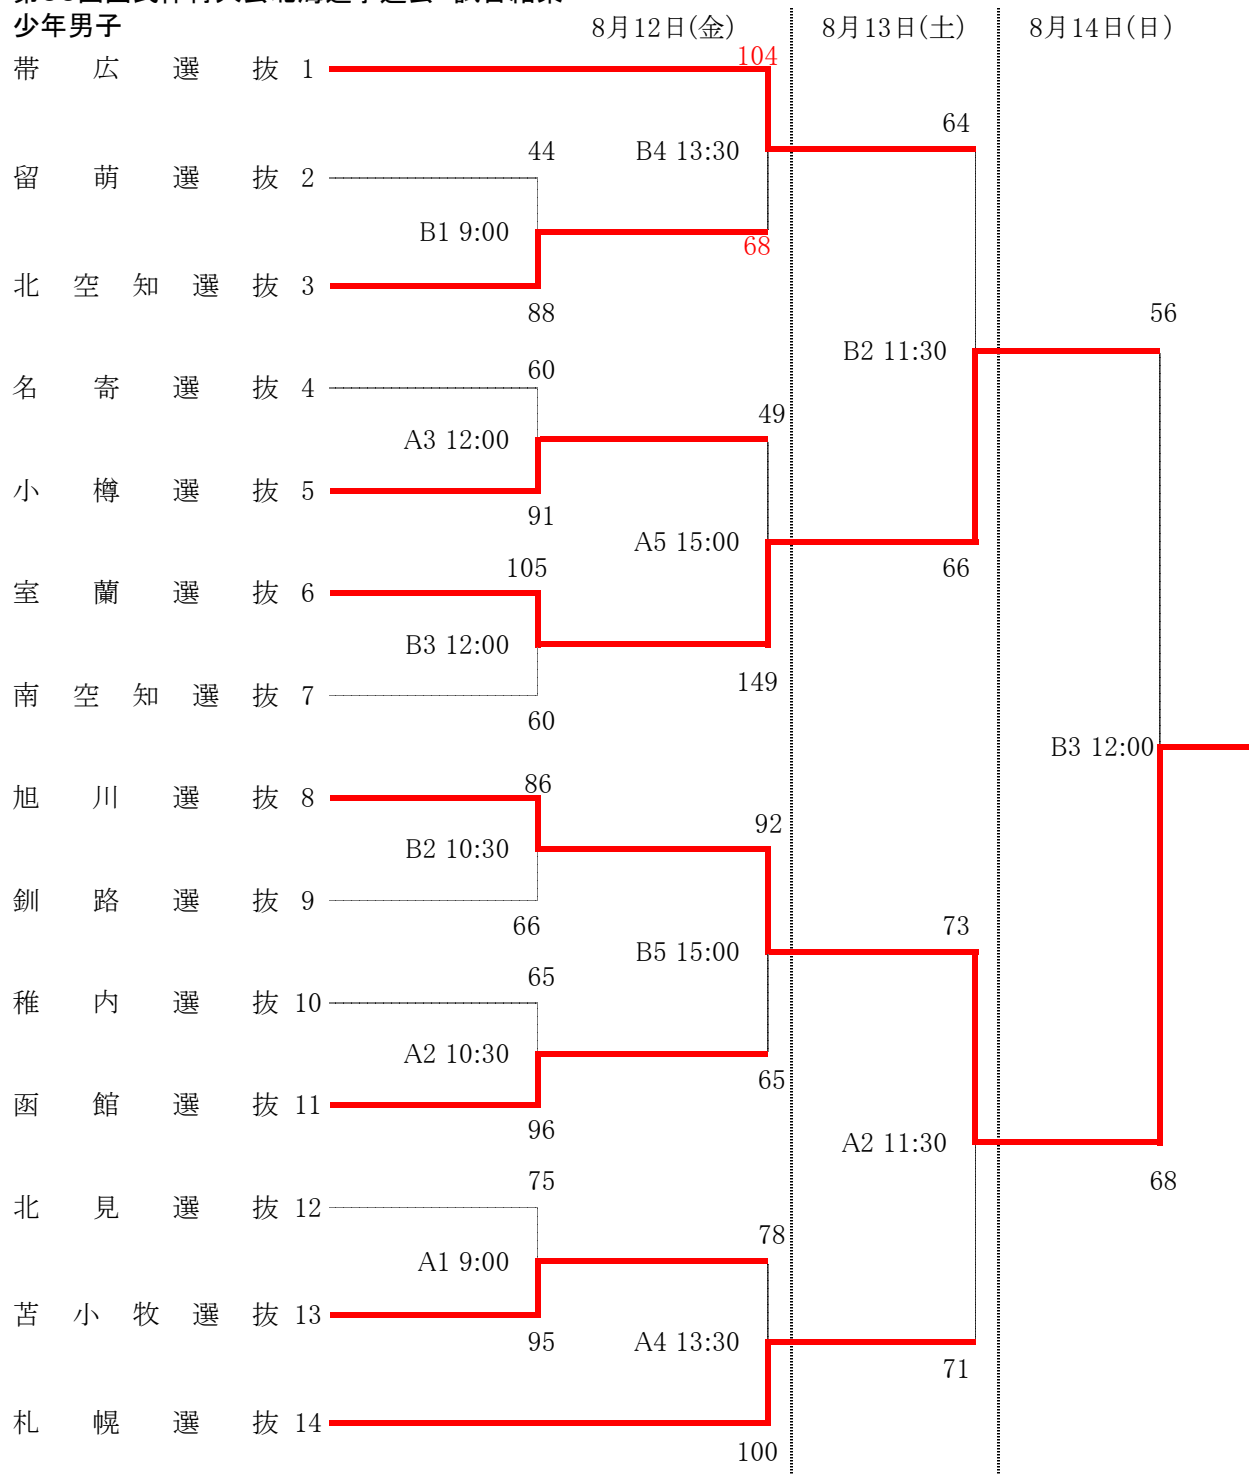 少年男子
8月12日(金) 8月13日(土) 8月14日(日)
104
帯広選抜 1
64
44
B4 13:30
留萌選抜 2
B1 9:00
68
北空知選抜 3
88
56
B2 11:30
60
名寄選抜 4
49
A3 12:00
小樽選抜 5
91
A5 15:00
105
66
室蘭選抜 6
B3 12:00
149
南空知選抜 7
60
B3 12:00
86
旭川選抜 8
92
B2 10:30
釧路選抜 9
66
73
B5 15:00
65
稚内選抜 10
A2 10:30
65
函館選抜 11
96
A2 11:30
75
68
北見選抜 12
78
A1 9:00
苫小牧選抜 13
95
A4 13:30
71
札幌選抜 14
100